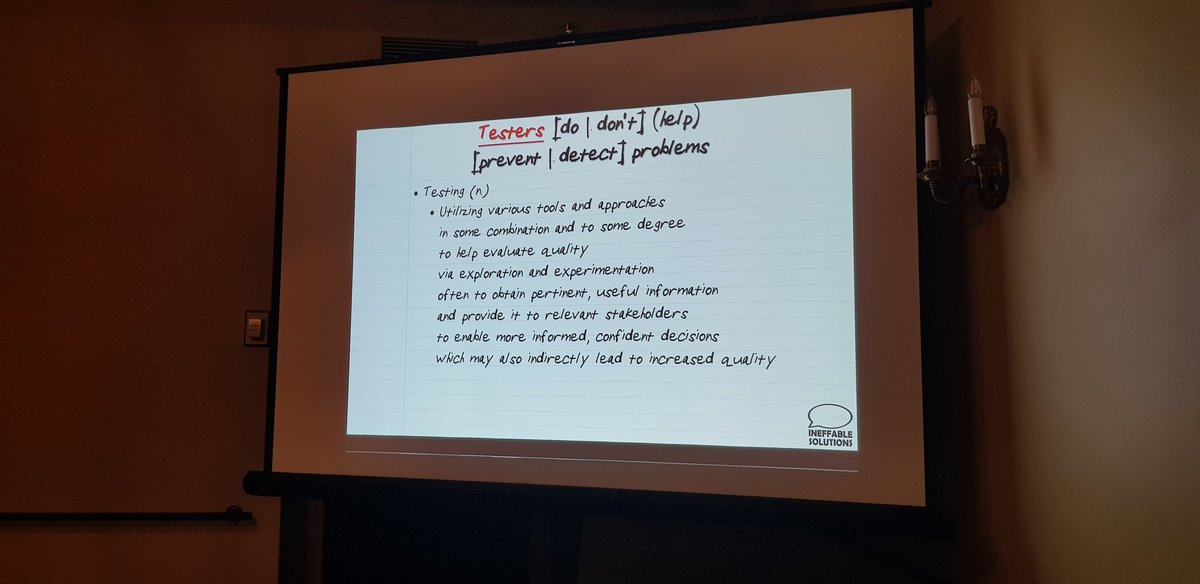 Testers [do | don't] (help)
[prevent | detect] problems
• Testing (n)
• Utilizing various tools and approaches
in some combination and to some degree
to help evaluate quality
via exploration and experimentation
often to obtain pertinent, useful information
and provide it to relevant stakeholders
to enable more informed, confident decisions
which may also indirectly lead to increased quality
INEFFABLE
SOLUTIONS